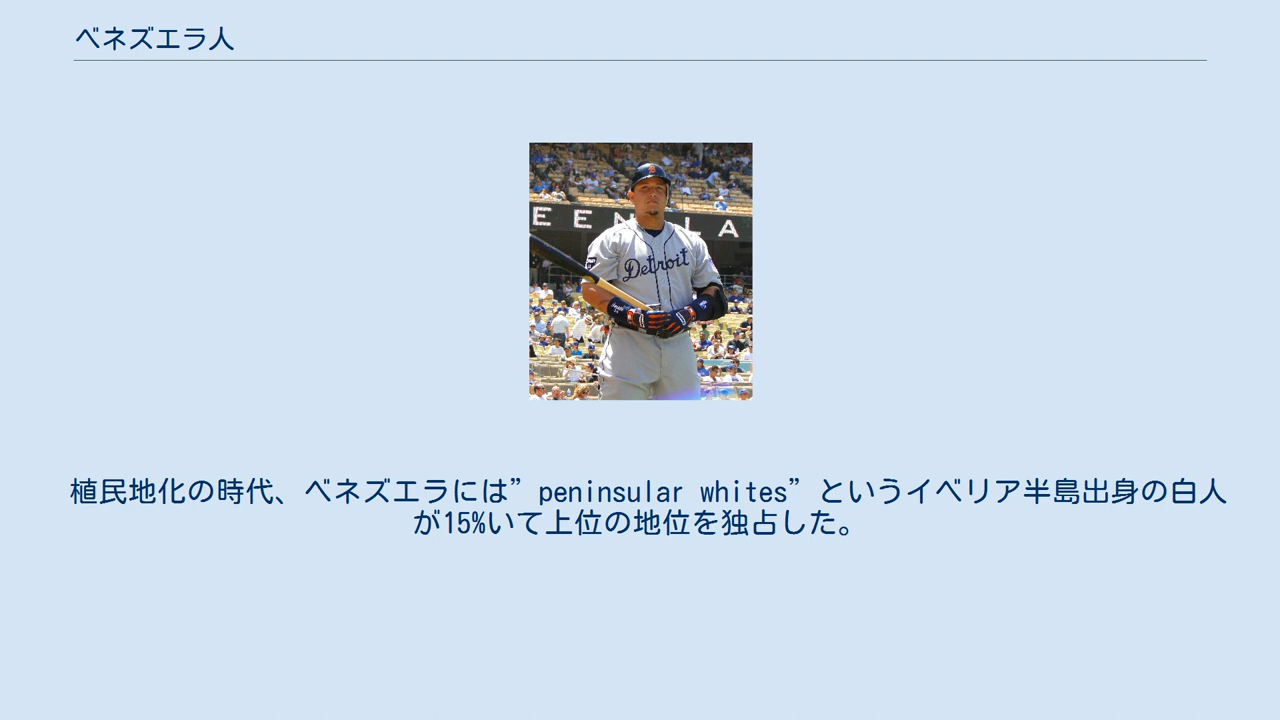 ベネズエラ人
E E N L A
Detroit
植民地化の時代、ベネズエラには”peninsular whites”というイベリア半島出身の白人
が15%いて上位の地位を独占した。